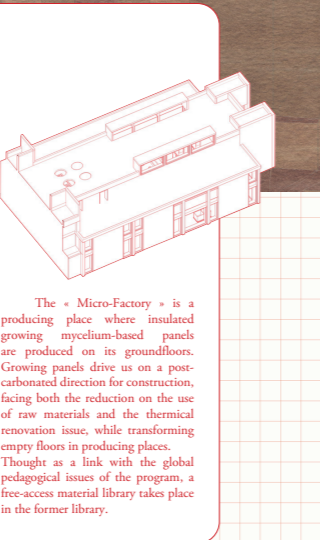 The « Micro-Factory » is a
producing place where insulated
growing mycelium-based panels
are produced on its groundfloors.
Growing panels drive us on a post-
carbonated direction for construction,
facing both the reduction on the use
of raw materials and the thermal
renovation issue, while transforming
empty floors in producing places.
Thought as a link with the global
pedagogical issues of the program, a
free-access material library takes place
in the former library.